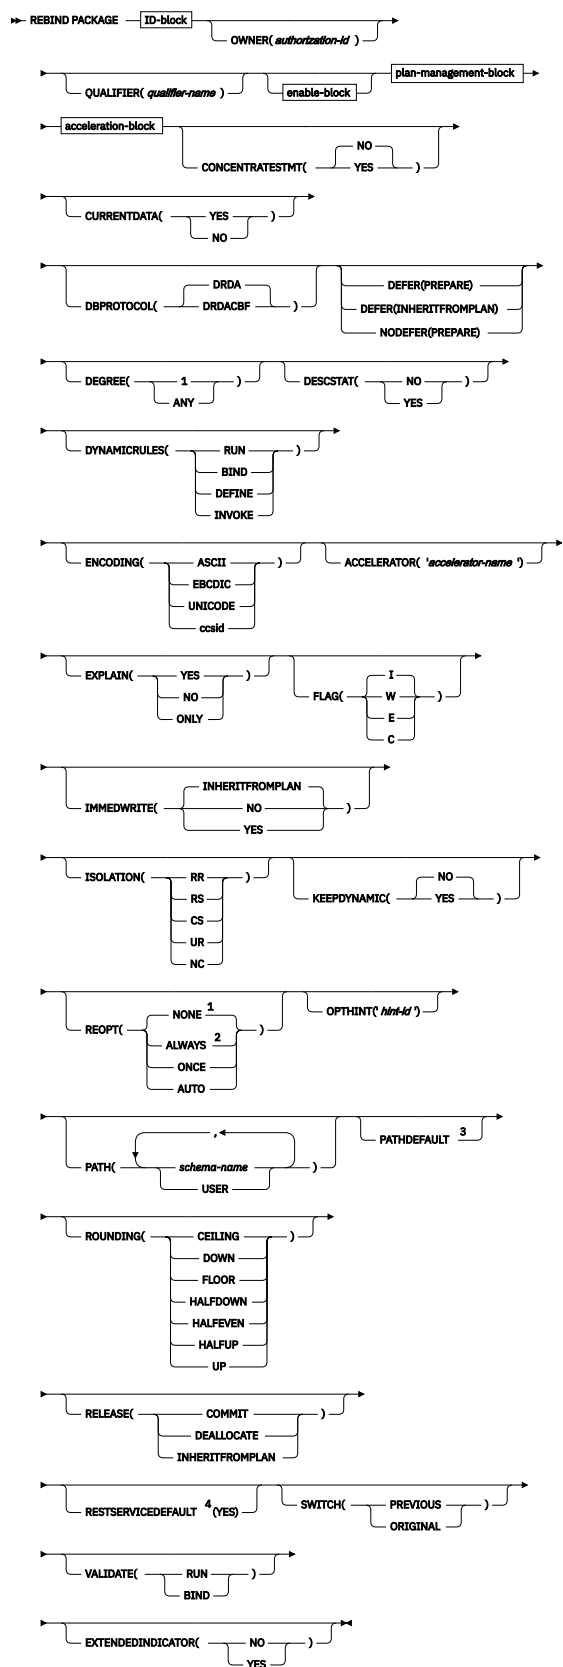 REBIND PACKAGE ID-block
OWNER( authorization-id )
QUALIFIER( qualifier-name ) enable-block plan-management-block
acceleration-block
CONCENTRATESTMT( NO YES )
CURRENTDATA( YES NO )
DBPROTOCOL( DRDA DRDACBF )
DEFER(PREPARE)
DEFER(INHERITFROMPLAN)
NODEFER(PREPARE)
DEGREE( 1 ANY )
DESCSTAT( NO YES )
DYNAMICRULES( RUN
BIND
DEFINE
INVOKE )
ENCODING( ASCII
EBCDIC
UNICODE
ccsid )
ACCELERATOR( 'accelerator-name ')
EXPLAIN( YES
NO
ONLY )
FLAG( I
W
E
C )
IMMEDWRITE( INHERITFROMPLAN
NO
YES )
ISOLATION( RR
RS
CS
UR
NC )
KEEPDYNAMIC( NO YES )
REOPT( NONE 1
ALWAYS 2
ONCE
AUTO )
OPTHINT(' hint-id ')
PATH( ,
schema-name
USER )
PATHDEFAULT 3
ROUNDING( CEILING
DOWN
FLOOR
HALFDOWN
HALFEVEN
HALFUP
UP )
RELEASE( COMMIT
DEALLOCATE
INHERITFROMPLAN )
RESTSERVICEDEFAULT 4 (YES)
SWITCH( PREVIOUS
ORIGINAL )
VALIDATE( RUN
BIND )
EXTENDEDINDICATOR( NO
YES )